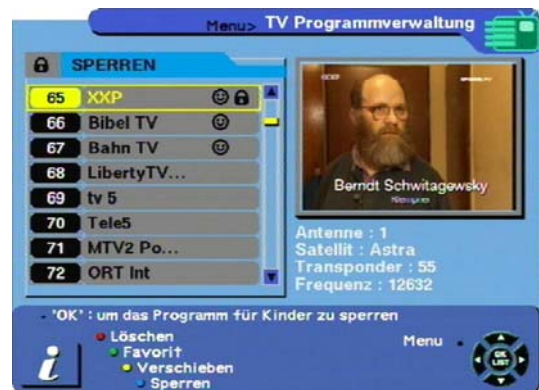 Menu> TV Programmverwaltung
SPERREN
65 XXP
66 Bibel TV
67 Bahn TV
68 LibertyTV...
69 tv 5
70 Tele5
71 MTV2 Po...
72 ORT Int
Berndt Schwitagewsky
Klempner
Antenne : 1
Satellit : Astra
Transponder : 55
Frequenz : 12632
'OK' : um das Programm für Kinder zu sperren
Löschen
Favorit
Verschieben
Sperren
Menu
OK
LIST
i